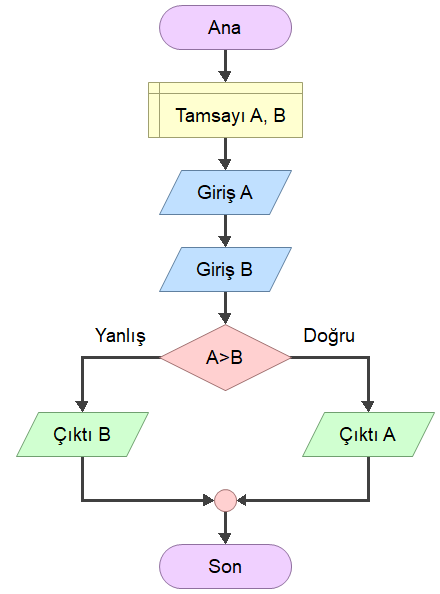 Ana
Tamsayı A, B
Giriş A
Giriş B
Yanlış
Doğru
A>B
Çıktı B
Çıktı A
Son